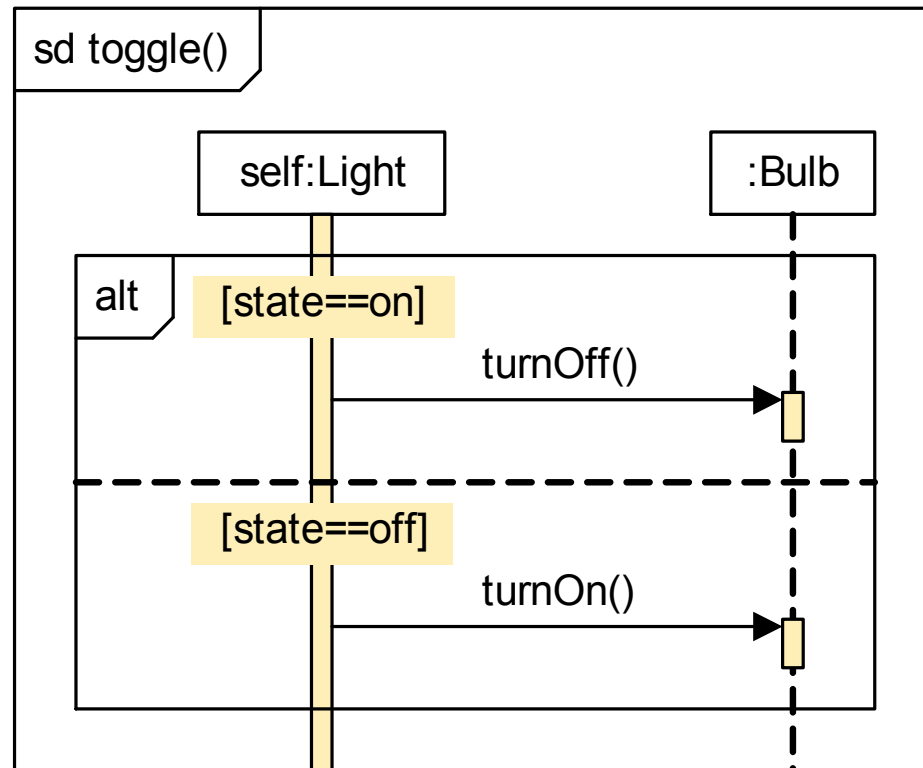 sd toggle()
self:Light
:Bulb
alt
[state==on]
turnOff()
[state==off]
turnOn()